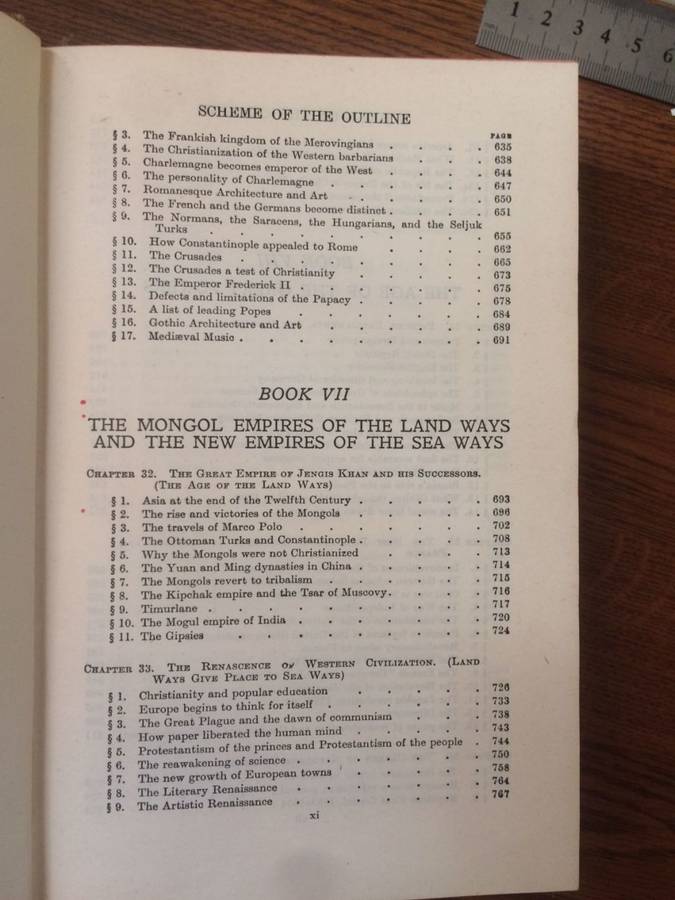 1 2 3 4 5 6
SCHEME OF THE OUTLINE
PAGE
§ 3. The Frankish kingdom of the Merovingians . . . . 635
§ 4. The Christianization of the Western barbarians . . . 638
§ 5. Charlemagne becomes emperor of the West . . . . 644
§ 6. The personality of Charlemagne . . . . . . 647
§ 7. Romanesque Architecture and Art . . . . . 650
§ 8. The French and the Germans become distinct . . . . 651
§ 9. The Normans, the Saracens, the Hungarians, and the Seljuk
Turks . . . . . . . . . . 655
§ 10. How Constantinople appealed to Rome . . . . 662
§ 11. The Crusades . . . . . . . . . 665
§ 12. The Crusades a test of Christianity . . . . . 673
§ 13. The Emperor Frederick II . . . . . . . 675
§ 14. Defects and limitations of the Papacy . . . . . 678
§ 15. A list of leading Popes . . . . . . . 684
§ 16. Gothic Architecture and Art . . . . . . 689
§ 17. Mediæval Music . . . . . . . . . 691
BOOK VII
THE MONGOL EMPIRES OF THE LAND WAYS
AND THE NEW EMPIRES OF THE SEA WAYS
CHAPTER 32. THE GREAT EMPIRE OF JENGIS KHAN AND HIS SUCCESSORS.
(THE AGE OF THE LAND WAYS)
§ 1. Asia at the end of the Twelfth Century . . . . . 693
§ 2. The rise and victories of the Mongols . . . . . 696
§ 3. The travels of Marco Polo . . . . . . . 702
§ 4. The Ottoman Turks and Constantinople . . . . . 708
§ 5. Why the Mongols were not Christianized . . . . 713
§ 6. The Yuan and Ming dynasties in China . . . . . 714
§ 7. The Mongols revert to tribalism . . . . . . 715
§ 8. The Kipchak empire and the Tsar of Muscovy . . . . 716
§ 9. Timurlane . . . . . . . . . . 717
§ 10. The Mogul empire of India . . . . . . . 720
§ 11. The Gipsies . . . . . . . . . 724
CHAPTER 33. THE RENASCENCE OF WESTERN CIVILIZATION. (LAND
WAYS GIVE PLACE TO SEA WAYS)
§ 1. Christianity and popular education . . . . . 726
§ 2. Europe begins to think for itself . . . . . . 733
§ 3. The Great Plague and the dawn of communism . . . 738
§ 4. How paper liberated the human mind . . . . . 743
§ 5. Protestantism of the princes and Protestantism of the people . 744
§ 6. The reawakening of science . . . . . . . 750
§ 7. The new growth of European towns . . . . . 758
§ 8. The Literary Renaissance . . . . . . . 764
§ 9. The Artistic Renaissance . . . . . . . 767
xi